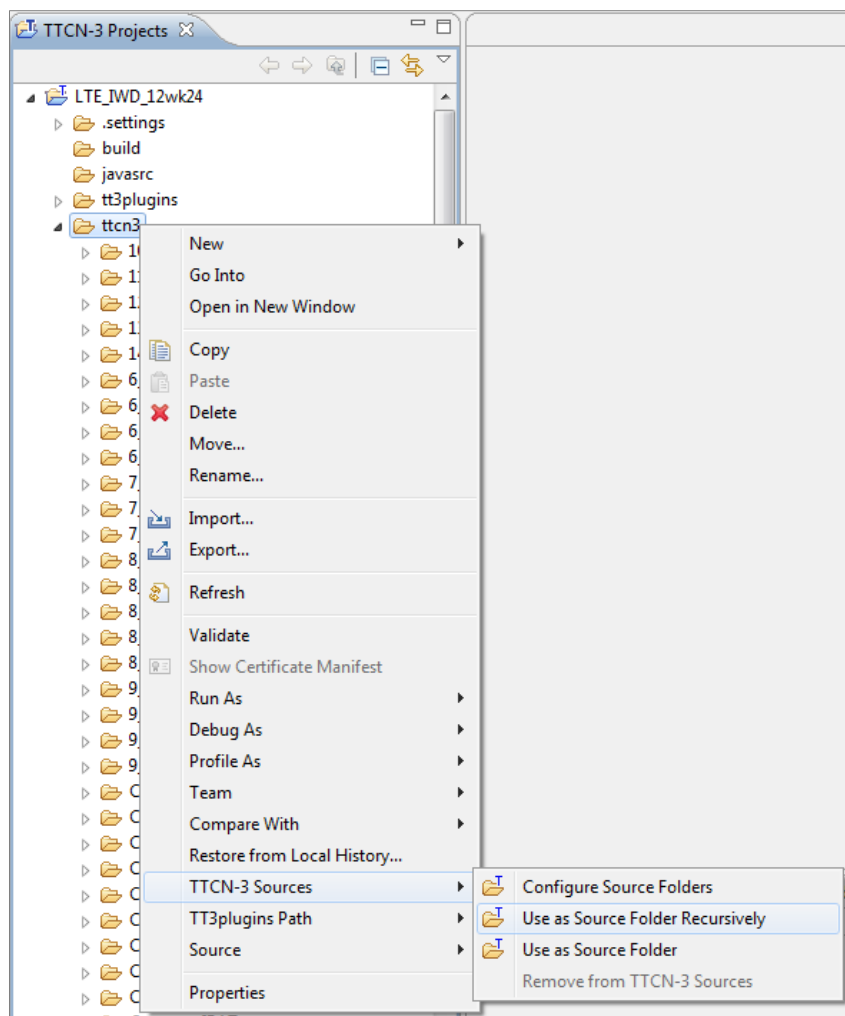 TTCN-3 Projects
LTE_IWD_12wk24
.settings
build
javasrc
tt3plugins
ttcn3
New
Go Into
Open in New Window
Copy
Paste
Delete
Move...
Rename...
Import...
Export...
Refresh
Validate
Show Certificate Manifest
Run As
Debug As
Profile As
Team
Compare With
Restore from Local History...
TTCN-3 Sources
TT3plugins Path
Source
Properties
Configure Source Folders
Use as Source Folder Recursively
Use as Source Folder
Remove from TTCN-3 Sources